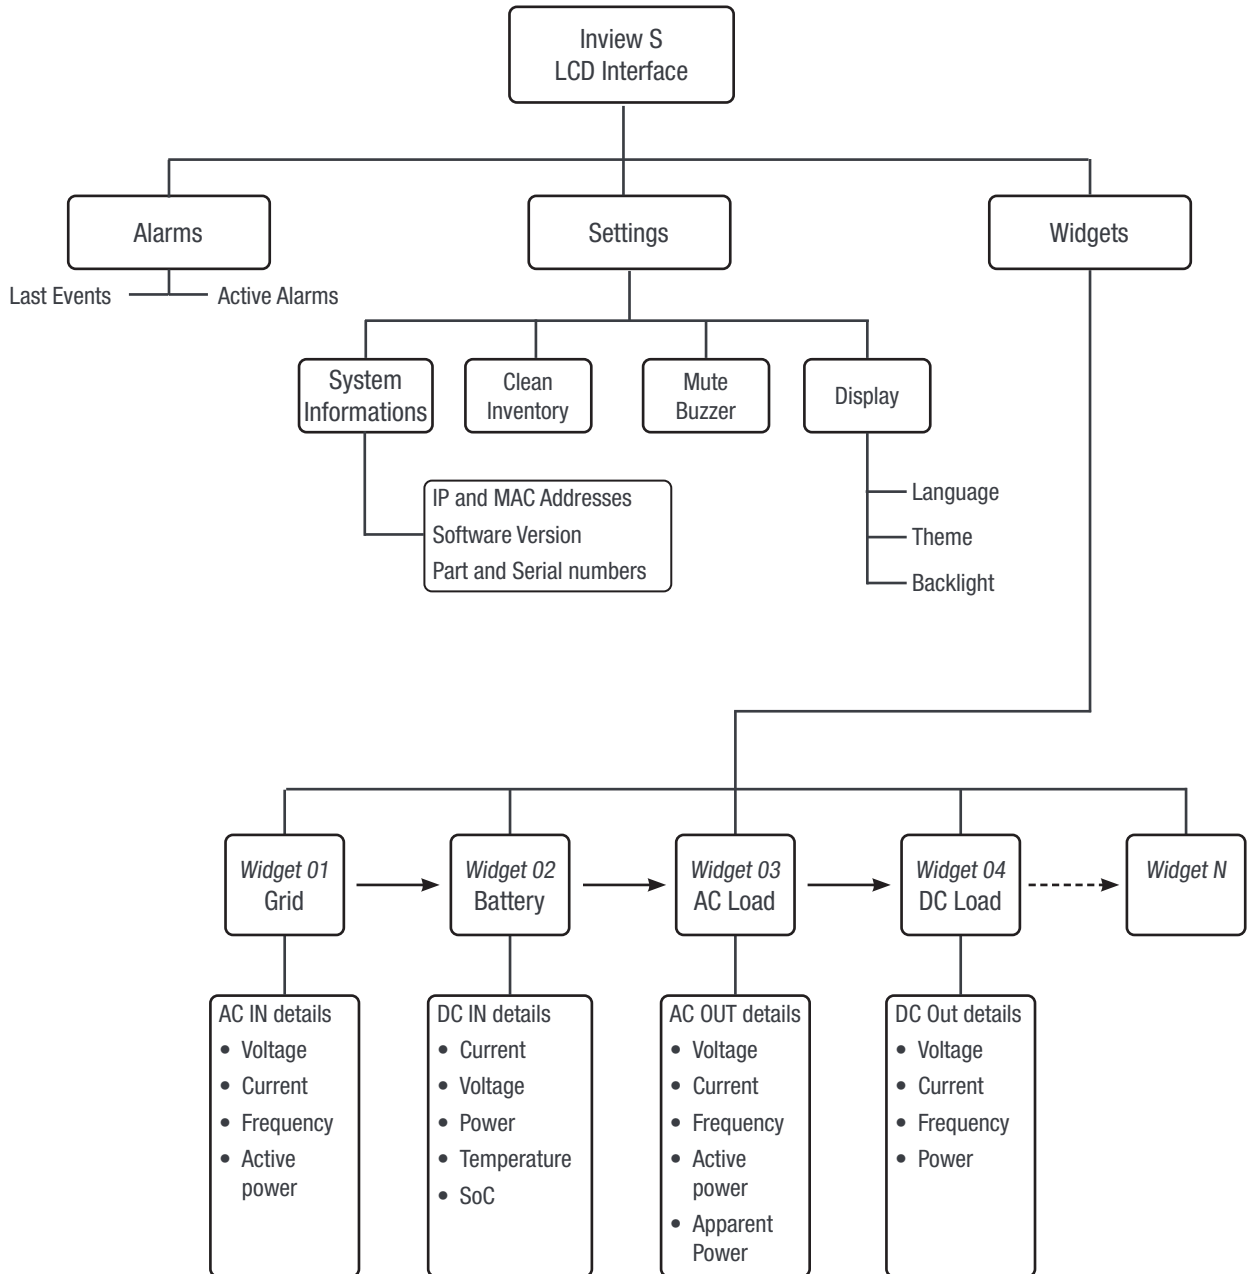 Inview S
LCD Interface
Alarms
Settings
Widgets
Last Events
Active Alarms
System
Informations
Clean
Inventory
Mute
Buzzer
Display
IP and MAC Addresses
Software Version
Part and Serial numbers
Language
Theme
Backlight
Widget 01
Grid
Widget 02
Battery
Widget 03
AC Load
Widget 04
DC Load
Widget N
AC IN details
• Voltage
• Current
• Frequency
• Active
power
DC IN details
• Current
• Voltage
• Power
• Temperature
• SoC
AC OUT details
• Voltage
• Current
• Frequency
• Active
power
• Apparent
Power
DC Out details
• Voltage
• Current
• Frequency
• Power